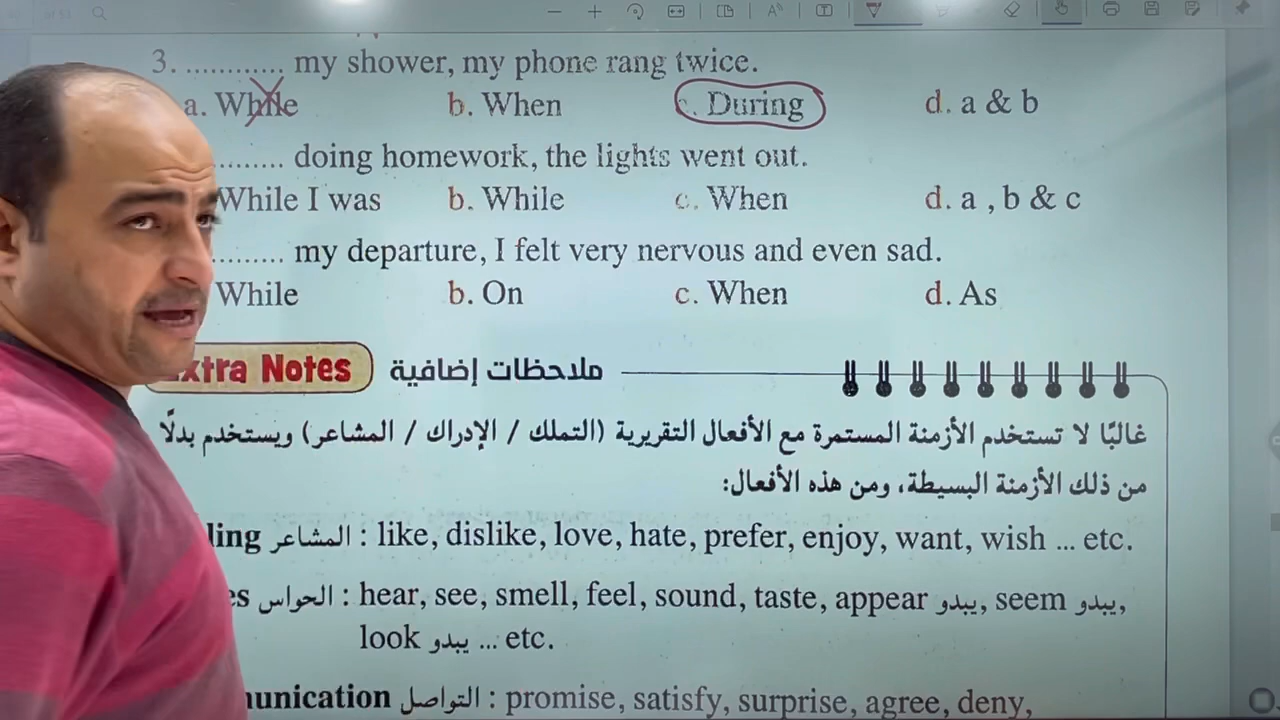 3. ............ my shower, my phone rang twice.
a. While b. When c. During d. a & b
......... doing homework, the lights went out.
While I was b. While c. When d. a , b & c
......... my departure, I felt very nervous and even sad.
While b. On c. When d. As
Extra Notes ملاحظات إضافية
غالبًا لا تستخدم الأزمنة المستمرة مع الأفعال التقريرية (التملك / الإدراك / المشاعر) ويستخدم بدلًا
من ذلك الأزمنة البسيطة، ومن هذه الأفعال:
ling المشاعر : like, dislike, love, hate, prefer, enjoy, want, wish ... etc.
es الحواس : hear, see, smell, feel, sound, taste, appear يبدو, seem يبدو,
look يبدو ... etc.
munication التواصل : promise, satisfy, surprise, agree, deny,